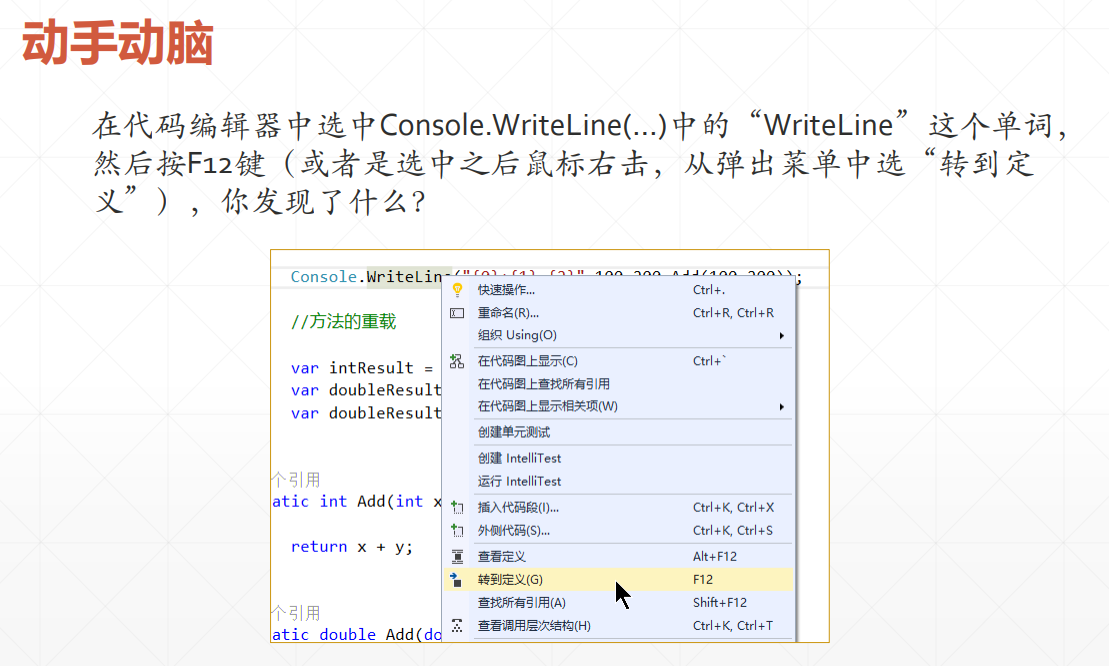 动手动脑
在代码编辑器中选中Console.WriteLine(...)中的“WriteLine”这个单词，
然后按F12键（或者是选中之后鼠标右击，从弹出菜单中选“转到定
义”），你发现了什么？
Console.WriteLine("{0}+{1}={2}",100,200,Add(100,200));
快速操作... Ctrl+.
//方法的重载
重命名(R)... Ctrl+R, Ctrl+R
组织 Using(O)
var intResult =
在代码图上显示(C) Ctrl+`
var doubleResult
在代码图上查找所有引用
var doubleResult
在代码图上显示相关项(W)
创建单元测试
创建 IntelliTest
个引用
运行 IntelliTest
atic int Add(int x
插入代码段(I)... Ctrl+K, Ctrl+X
外侧代码(S)... Ctrl+K, Ctrl+S
return x + y;
查看定义 Alt+F12
转到定义(G) F12
查找所有引用(A) Shift+F12
个引用
查看调用层次结构(H) Ctrl+K, Ctrl+T
atic double Add(do